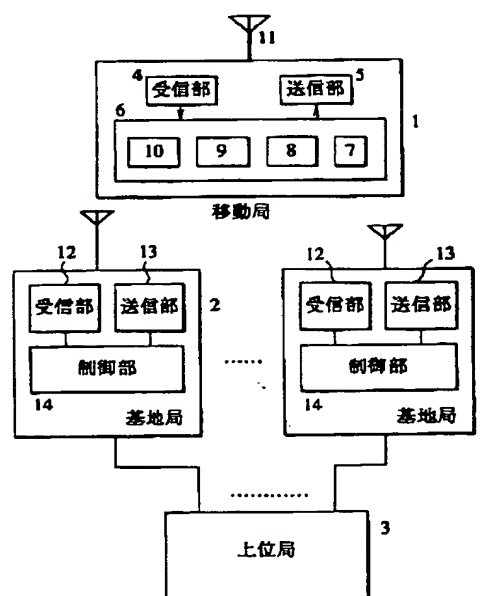 11
4
受信部
5
送信部
6
1
10
9
8
7
移動局
12
13
受信部
送信部
2
制御部
14
基地局
......
12
13
受信部
送信部
制御部
14
基地局
............
3
上位局